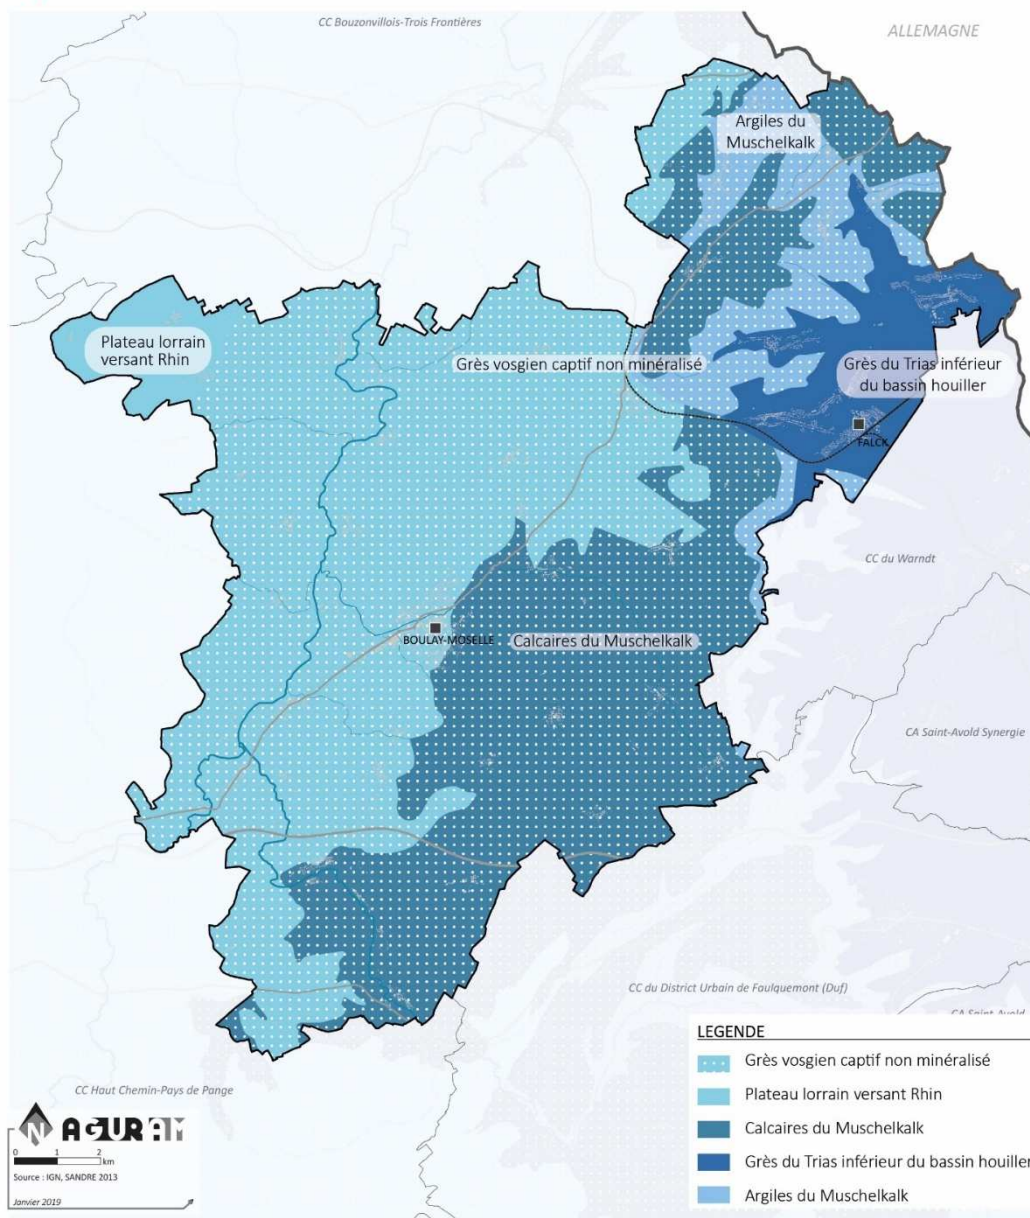 CC Bouzonvillois-Trois Frontières
ALLEMAGNE
Argiles du
Muschelkalk
Plateau lorrain
versant Rhin
Grès vosgien captif non minéralisé
Grès du Trias inférieur
du bassin houiller
FALCK
CC du Warndt
BOULAY-MOSELLE
Calcaires du Muschelkalk
CA Saint-Avold Synergie
CC du District Urbain de Faulquemont (Duf)
CA Saint-Avold
CC Haut Chemin-Pays de Pange
LEGENDE
Grès vosgien captif non minéralisé
Plateau lorrain versant Rhin
Calcaires du Muschelkalk
Grès du Trias inférieur du bassin houiller
Argiles du Muschelkalk
N AGURAM
0 1 2
km
Source : IGN, SANDRE 2013
Janvier 2019